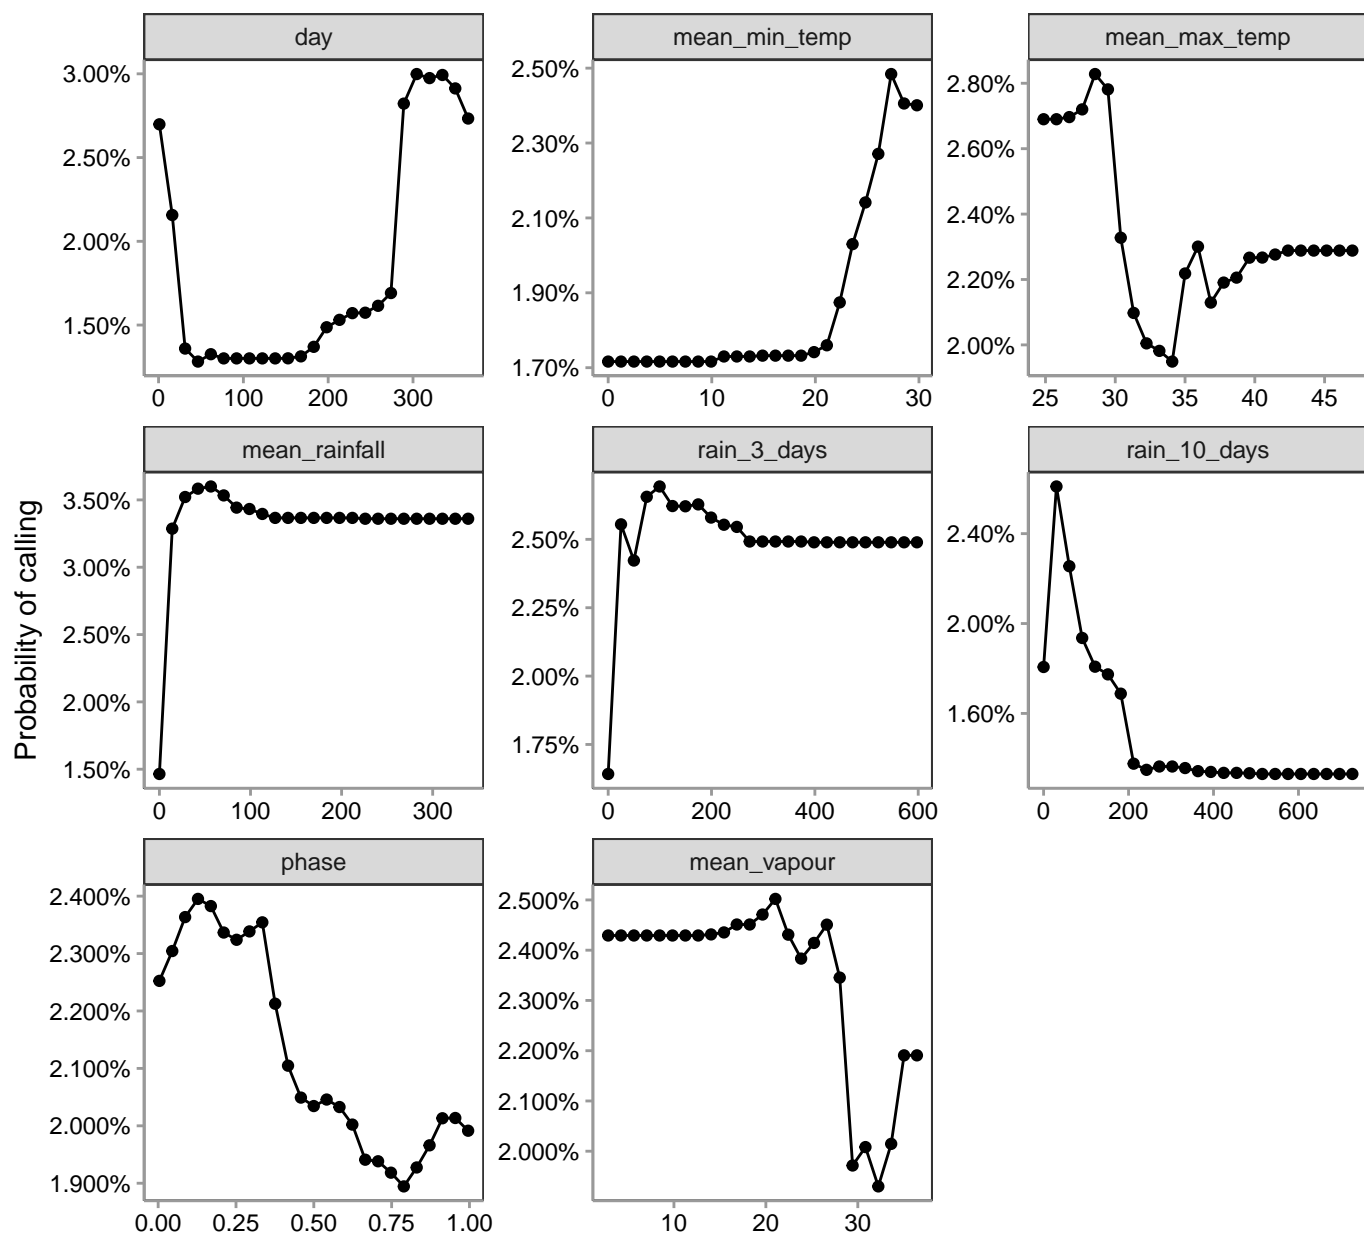 day
mean_min_temp
mean_max_temp
3.00%
2.50%
2.00%
1.50%
0 100 200 300
2.50%
2.30%
2.10%
1.90%
1.70%
0 10 20 30
2.80%
2.60%
2.40%
2.20%
2.00%
25 30 35 40 45
Probability of calling
mean_rainfall
rain_3_days
rain_10_days
3.50%
3.00%
2.50%
2.00%
1.50%
0 100 200 300
2.50%
2.25%
2.00%
1.75%
0 200 400 600
2.40%
2.00%
1.60%
0 200 400 600
phase
mean_vapour
2.400%
2.300%
2.200%
2.100%
2.000%
1.900%
0.00 0.25 0.50 0.75 1.00
2.500%
2.400%
2.300%
2.200%
2.100%
2.000%
10 20 30